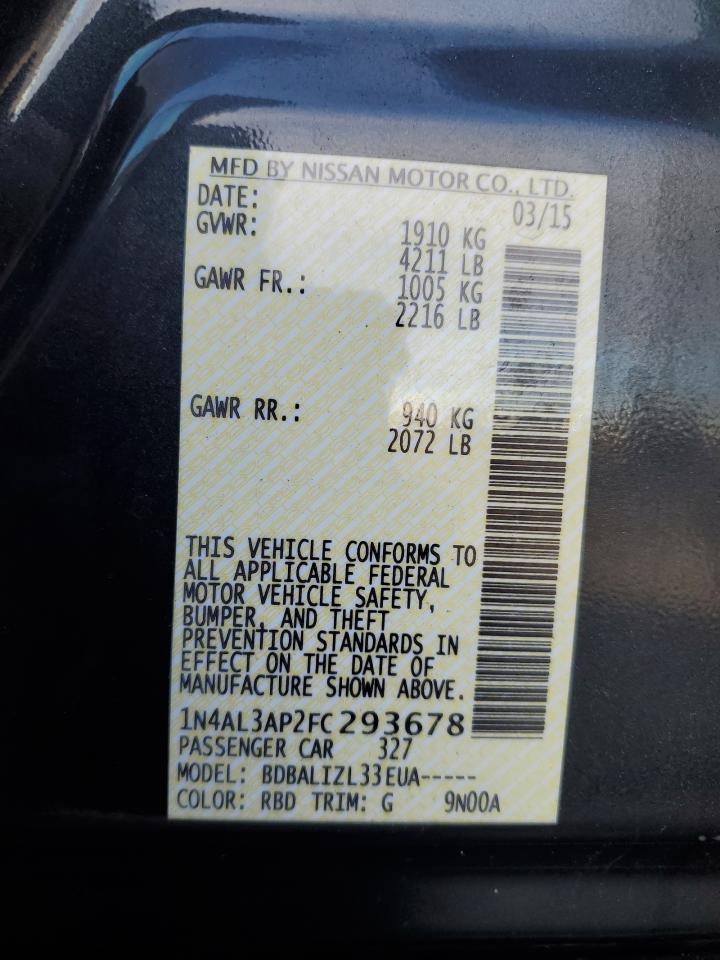 MFD BY NISSAN MOTOR CO., LTD.
DATE: 03/15
GVWR: 1910 KG
4211 LB
GAWR FR.: 1005 KG
2216 LB
GAWR RR.: 940 KG
2072 LB
THIS VEHICLE CONFORMS TO
ALL APPLICABLE FEDERAL
MOTOR VEHICLE SAFETY,
BUMPER, AND THEFT
PREVENTION STANDARDS IN
EFFECT ON THE DATE OF
MANUFACTURE SHOWN ABOVE.
1N4AL3AP2FC293678
PASSENGER CAR 327
MODEL: BDBALIZL33EUA-----
COLOR: RBD TRIM: G 9N00A